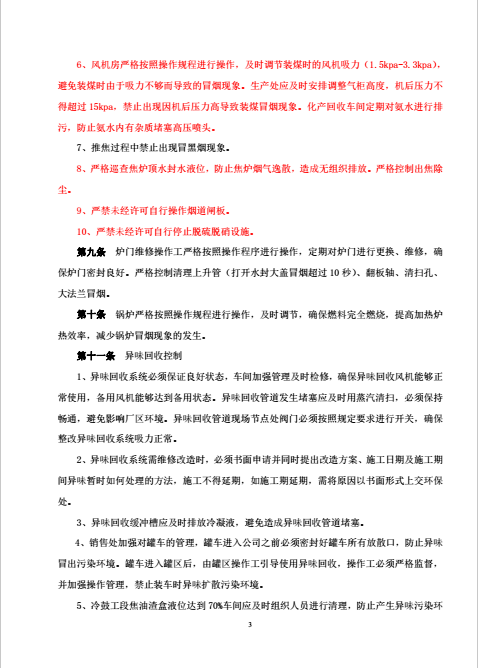 6、风机房严格按照操作规程进行操作，及时调节装煤时的风机吸力（1.5kpa-3.3kpa），
避免装煤时由于吸力不够而导致的冒烟现象。生产处应及时安排调整气柜高度，机后压力不
得超过 15kpa，禁止出现因机后压力高导致装煤冒烟现象。化产回收车间定期对氨水进行排
污，防止氨水内有杂质堵塞高压喷头。
7、推焦过程中禁止出现冒黑烟现象。
8、严格巡查焦炉顶水封水液位，防止焦炉烟气逸散，造成无组织排放。严格控制出焦除
尘。
9、严禁未经许可自行操作烟道闸板。
10、严禁未经许可自行停止脱硫脱硝设施。
第九条 炉门维修操作工严格按照操作程序进行操作，定期对炉门进行更换、维修，确
保炉门密封良好。严格控制清理上升管（打开水封大盖冒烟超过 10 秒）、翻板轴、清扫孔、
大法兰冒烟。
第十条 锅炉严格按照操作规程进行操作，及时调节，确保燃料完全燃烧，提高加热炉
热效率，减少锅炉冒烟现象的发生。
第十一条 异味回收控制
1、异味回收系统必须保证良好状态，车间加强管理及时检修，确保异味回收风机能够正
常使用，备用风机能够达到备用状态。异味回收管道发生堵塞应及时用蒸汽清扫，必须保持
畅通，避免影响厂区环境。异味回收管道现场节点处阀门必须按照规定要求进行开关，确保
整改异味回收系统吸力正常。
2、异味回收系统需维修改造时，必须书面申请并同时提出改造方案、施工日期及施工期
间异味暂时如何处理的方法，施工不得延期，如施工期延期，需将原因以书面形式上交环保
处。
3、异味回收缓冲槽应及时排放冷凝液，避免造成异味回收管道堵塞。
4、销售处加强对罐车的管理，罐车进入公司之前必须密封好罐车所有放散口，防止异味
冒出污染环境。罐车进入罐区后，由罐区操作工引导使用异味回收，操作工必须严格监督，
并加强操作管理，禁止装车时异味扩散污染环境。
5、冷鼓工段焦油渣盒液位达到 70%车间应及时组织人员进行清理，防止产生异味污染环
3